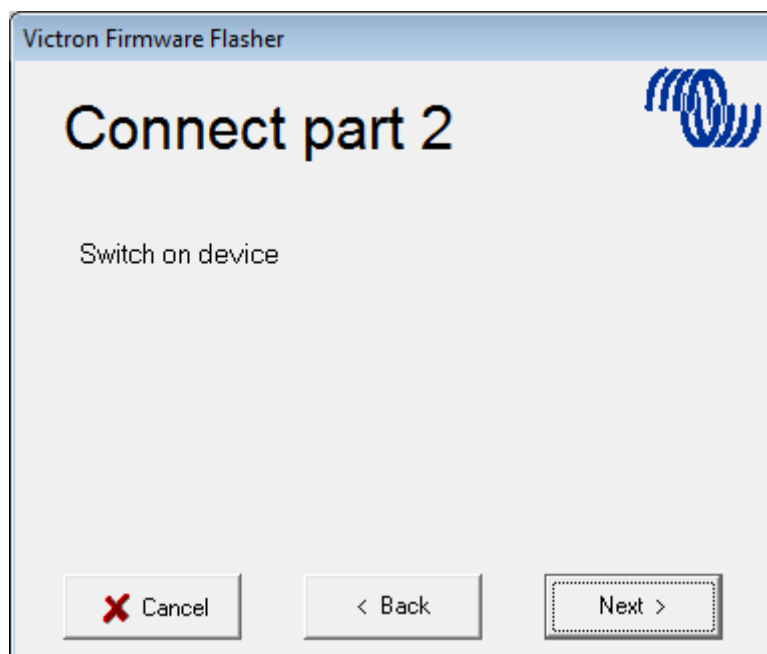 Victron Firmware Flasher
Connect part 2
Switch on device
Cancel
< Back
Next >